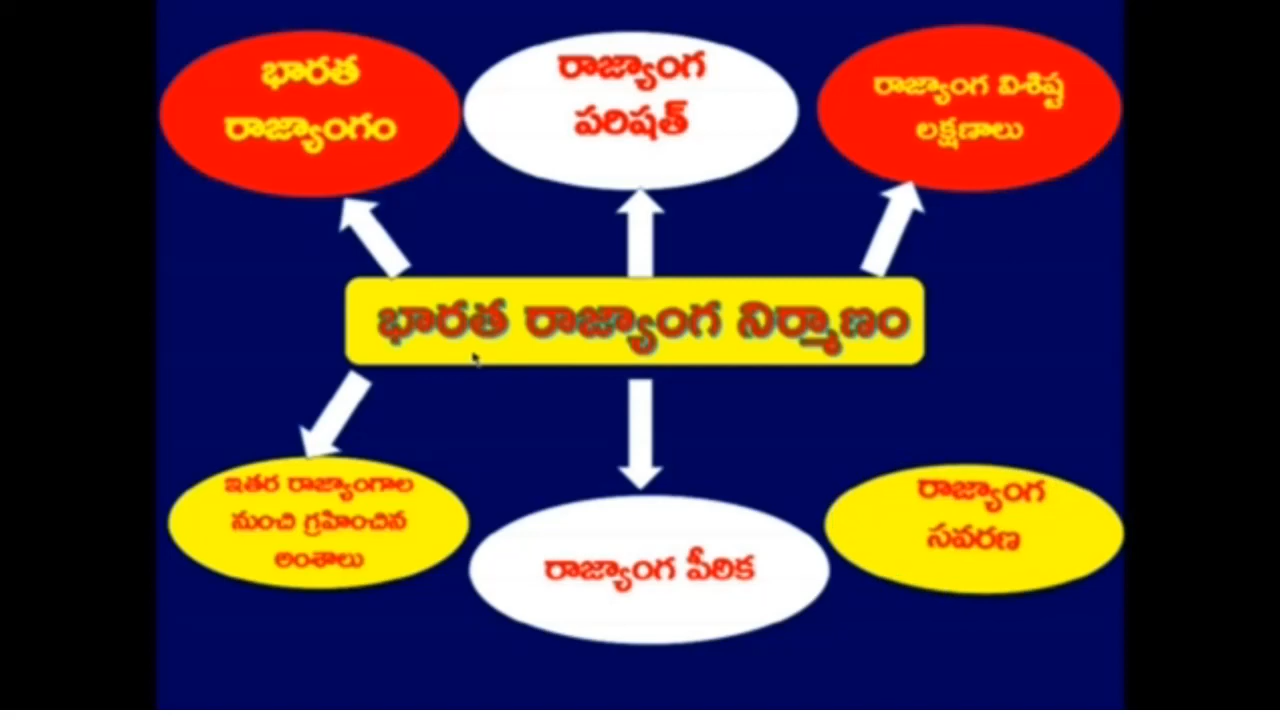 భారత
రాజ్యాంగం
రాజ్యాంగ
పరిషత్
రాజ్యాంగ విశిష్ట
లక్షణాలు
భారత రాజ్యాంగ నిర్మాణం
ఇతర రాజ్యాంగాల
నుంచి గ్రహించిన
అంశాలు
రాజ్యాంగ పీఠిక
రాజ్యాంగ
సవరణ